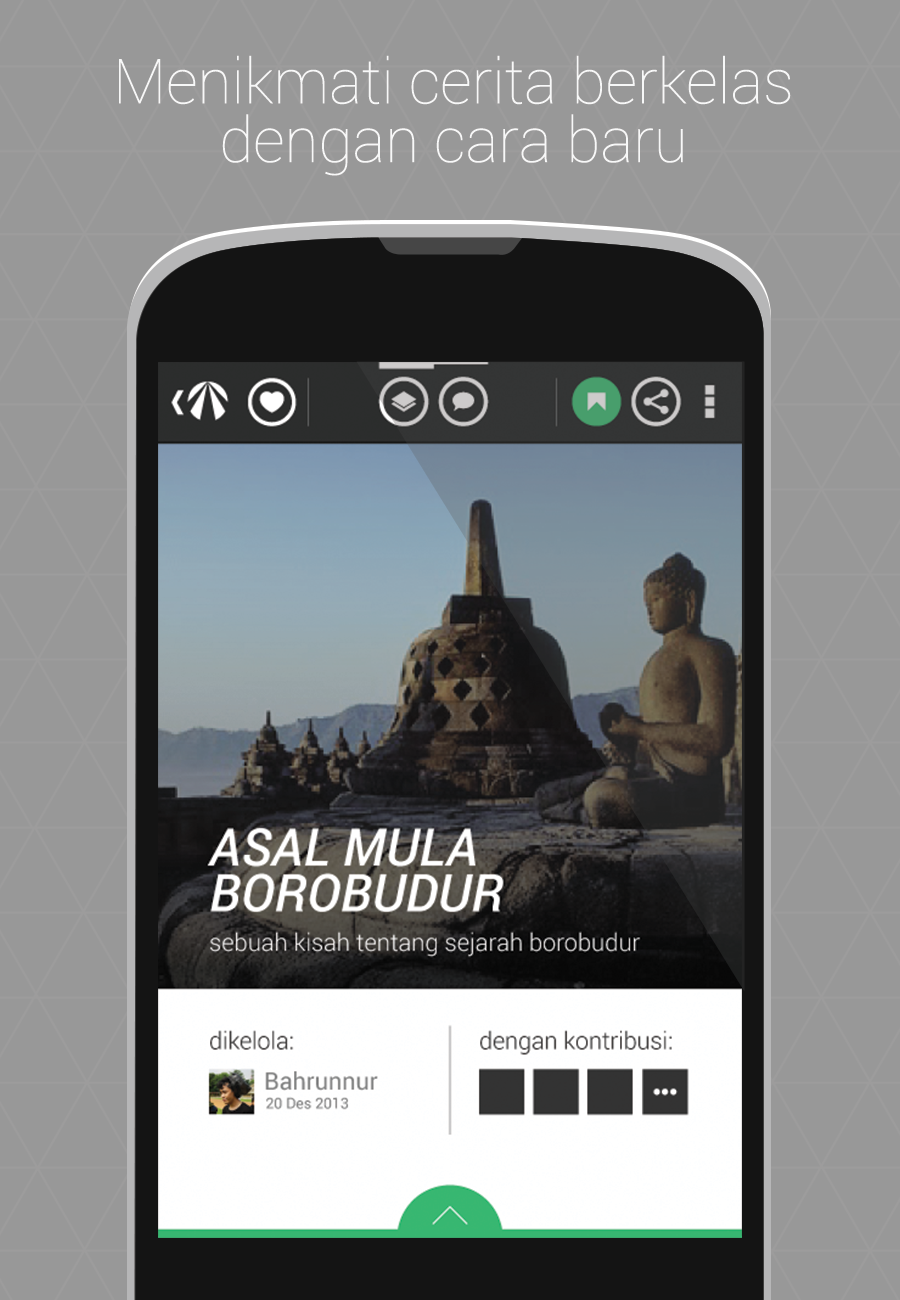 Menikmati cerita berkelas
dengan cara baru
ASAL MULA
BOROBUDUR
sebuah kisah tentang sejarah borobudur
dikelola:
Bahrunnur
20 Des 2013
dengan kontribusi: